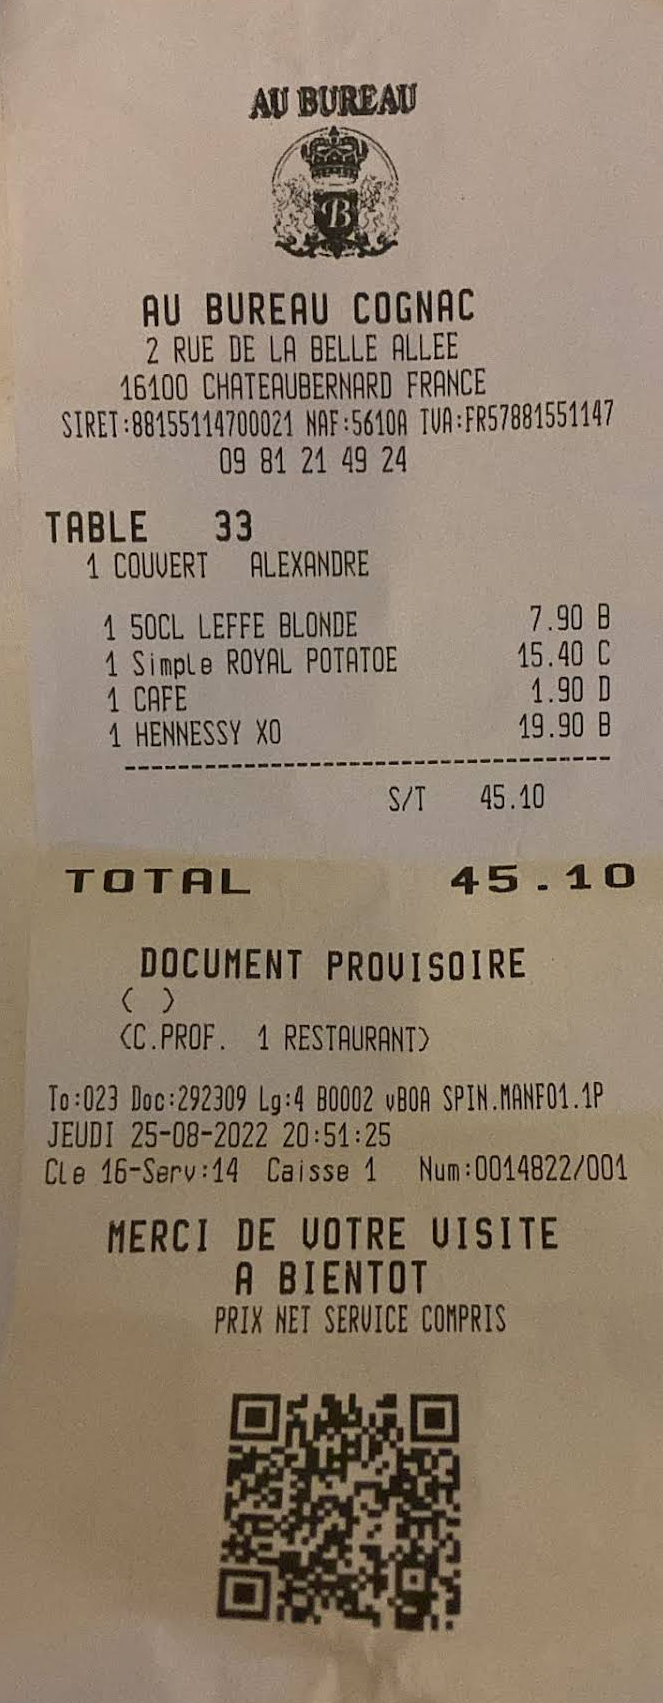 AU BUREAU
B
AU BUREAU COGNAC
2 RUE DE LA BELLE ALLEE
16100 CHATEAUBERNARD FRANCE
SIRET:88155114700021 NAF:5610A TVA:FR57881551147
09 81 21 49 24
TABLE 33
1 COUVERT ALEXANDRE
1 50CL LEFFE BLONDE 7.90 B
1 Simple ROYAL POTATOE 15.40 C
1 CAFE 1.90 D
1 HENNESSY XO 19.90 B
S/T 45.10
TOTAL 45.10
DOCUMENT PROVISOIRE
( )
(C.PROF. 1 RESTAURANT)
To:023 Doc:292309 Lg:4 B0002 vBOA SPIN.MANF01.1P
JEUDI 25-08-2022 20:51:25
Cle 16-Serv:14 Caisse 1 Num:0014822/001
MERCI DE VOTRE VISITE
A BIENTOT
PRIX NET SERVICE COMPRIS